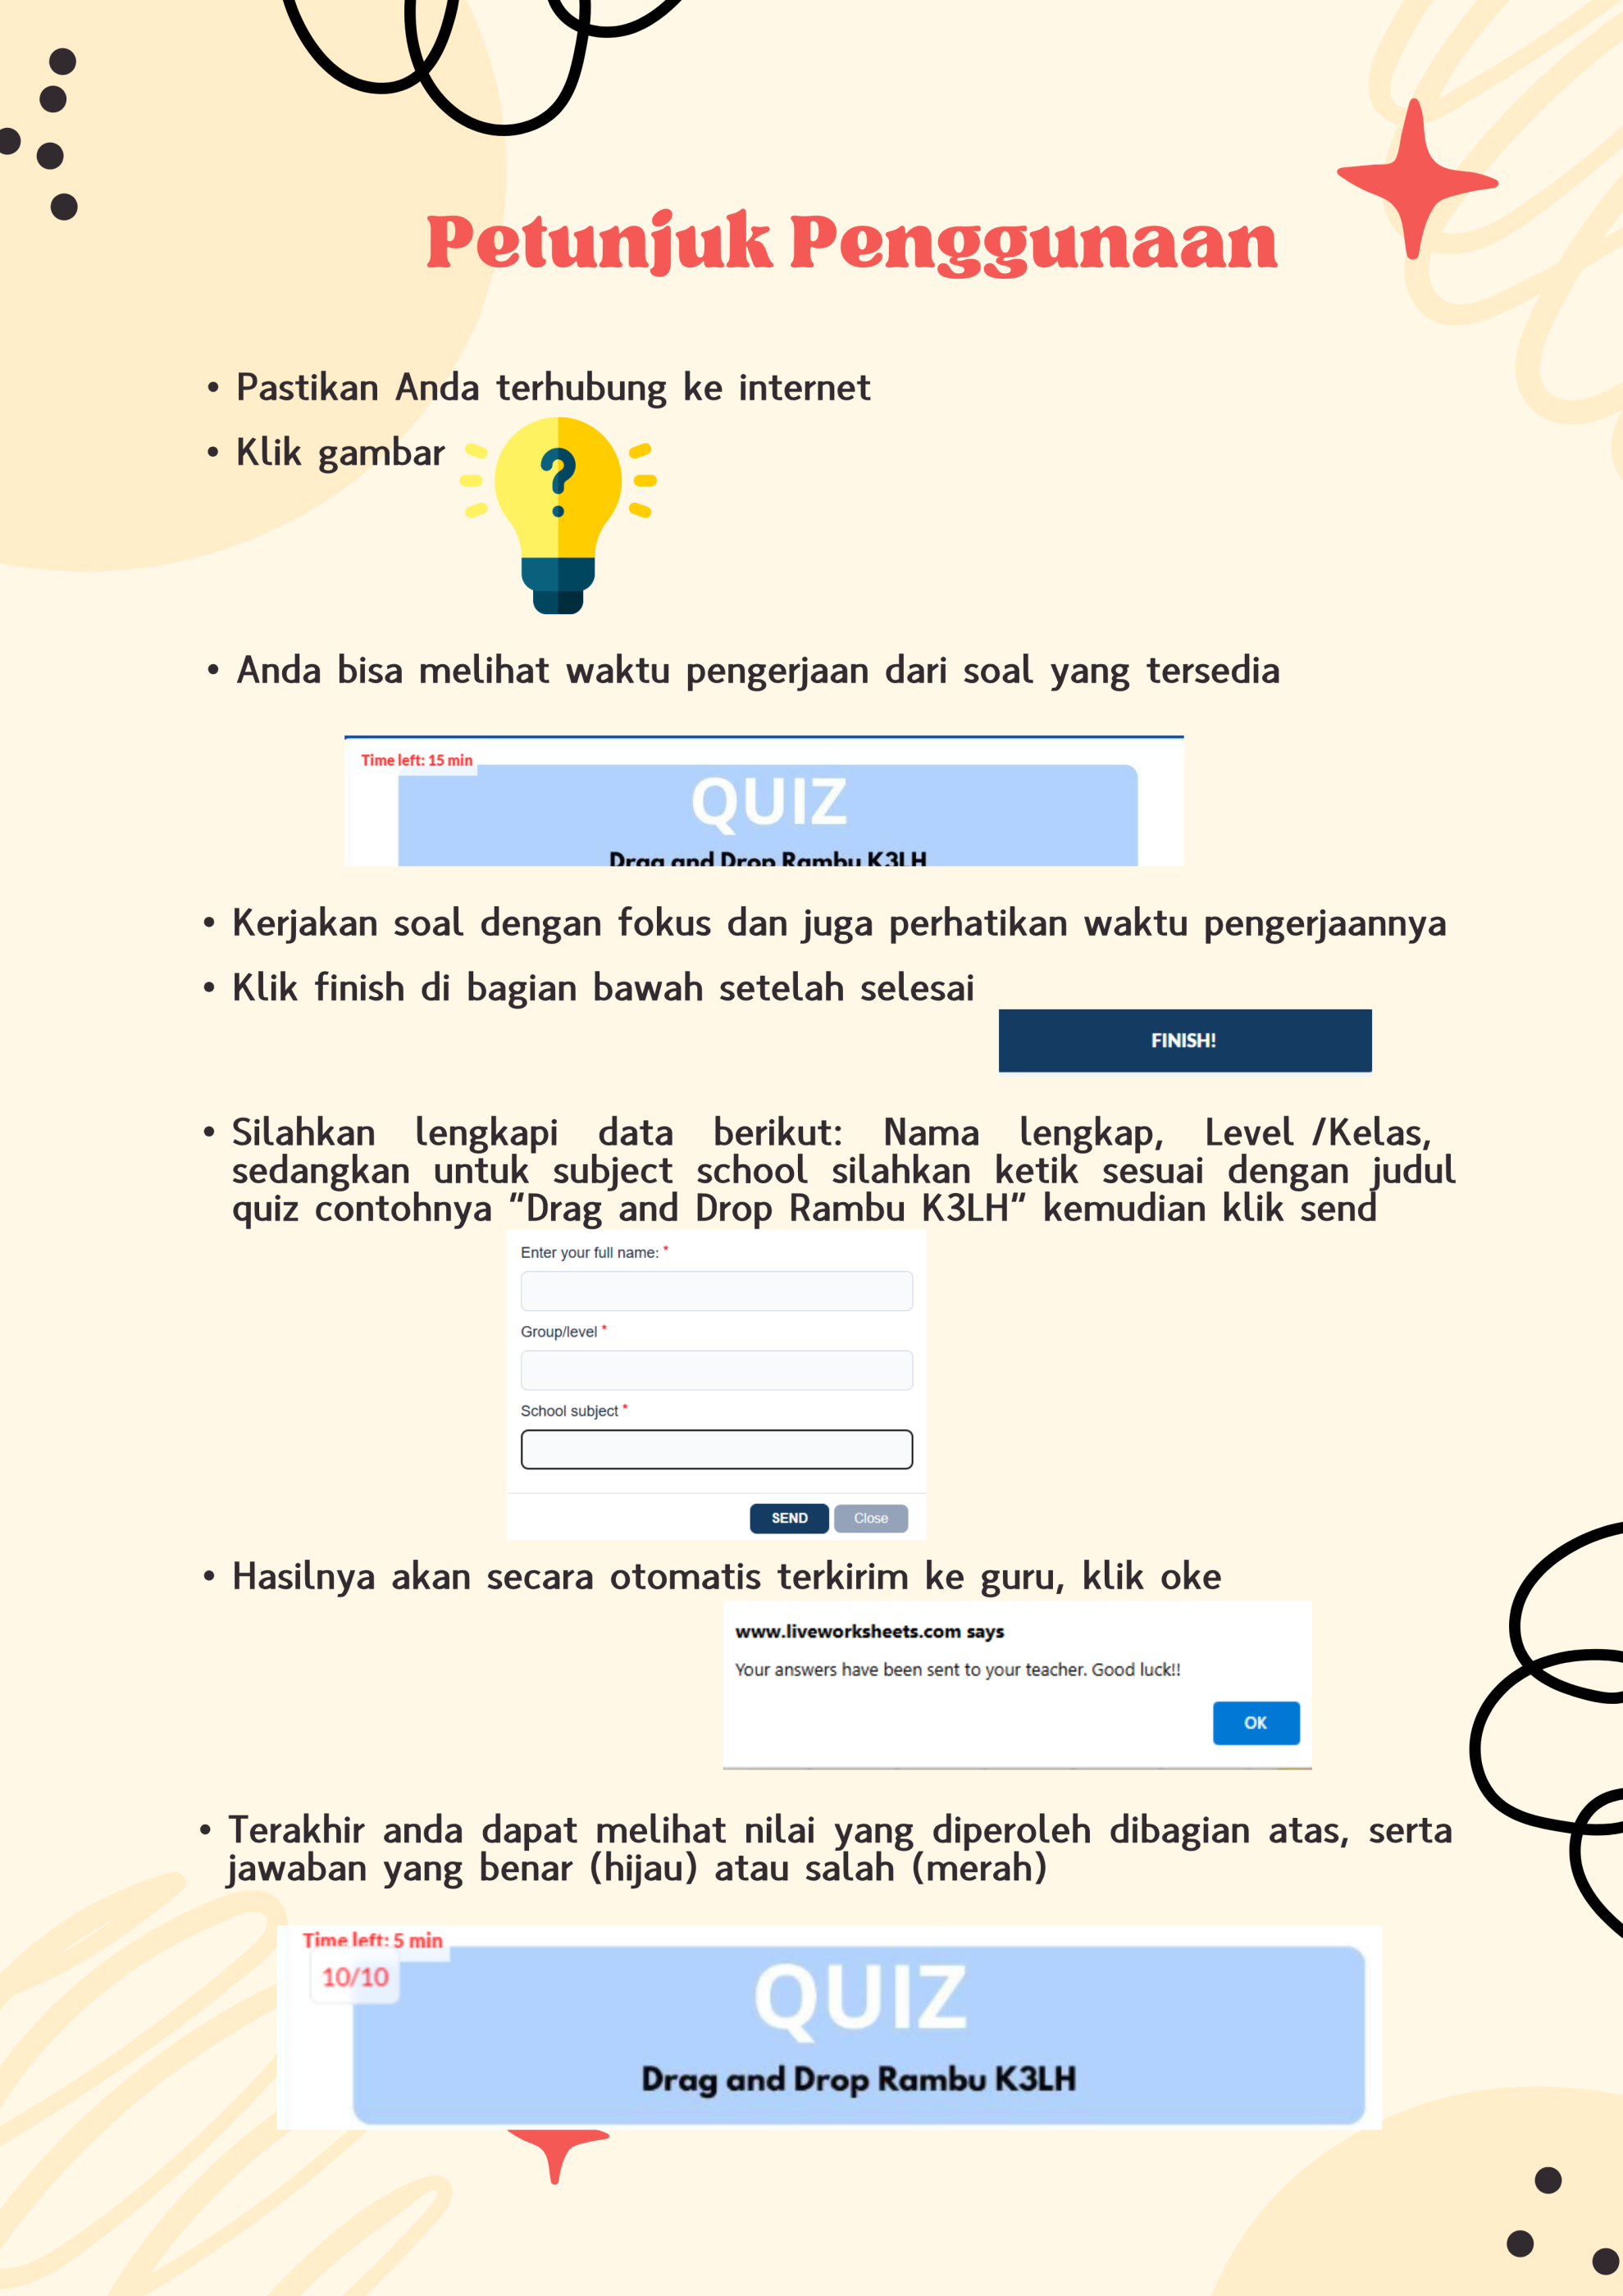 Petunjuk Penggunaan
• Pastikan Anda terhubung ke internet
• Klik gambar
?
• Anda bisa melihat waktu pengerjaan dari soal yang tersedia
Time left: 15 min
QUIZ
Drag and Drop Rambu K3LH
• Kerjakan soal dengan fokus dan juga perhatikan waktu pengerjaannya
• Klik finish di bagian bawah setelah selesai
FINISH!
• Silahkan lengkapi data berikut: Nama lengkap, Level /Kelas,
sedangkan untuk subject school silahkan ketik sesuai dengan judul
quiz contohnya "Drag and Drop Rambu K3LH" kemudian klik send
Enter your full name: *
Group/level *
School subject *
SEND Close
• Hasilnya akan secara otomatis terkirim ke guru, klik oke
www.liveworksheets.com says
Your answers have been sent to your teacher. Good luck!!
OK
• Terakhir anda dapat melihat nilai yang diperoleh dibagian atas, serta
jawaban yang benar (hijau) atau salah (merah)
Time left: 5 min
10/10
QUIZ
Drag and Drop Rambu K3LH